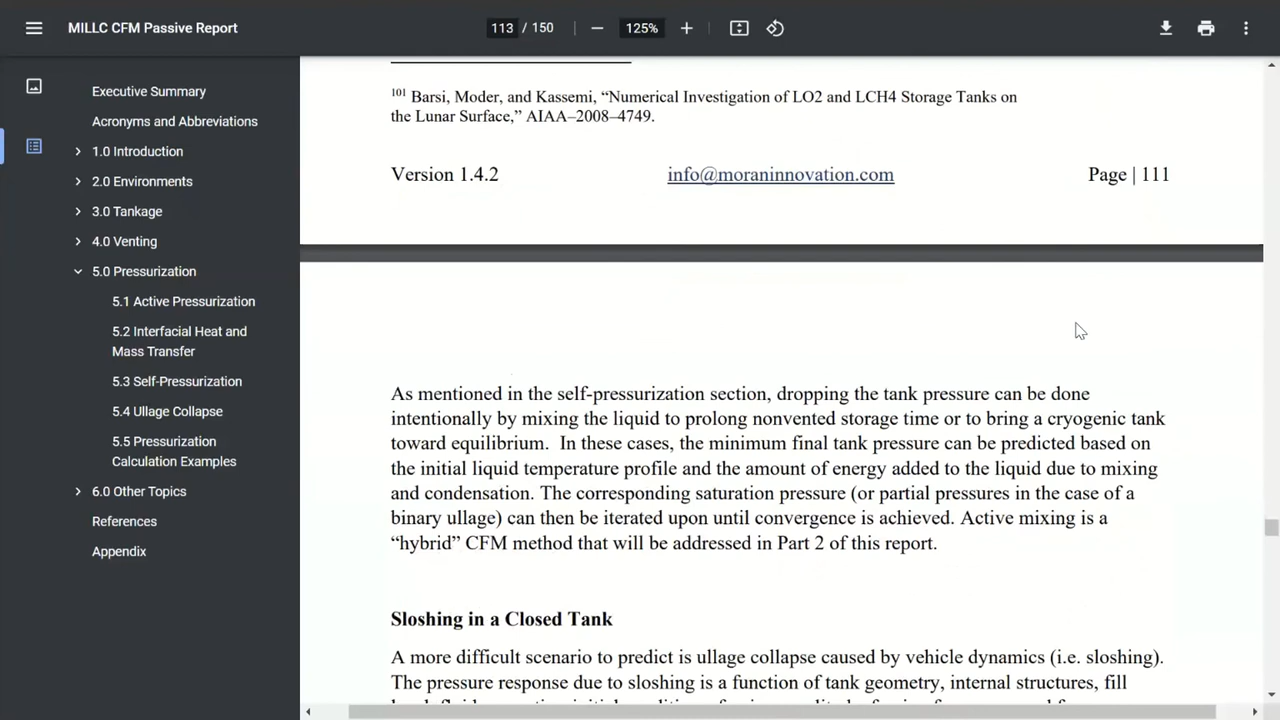 MILLC CFM Passive Report
113 / 150
125%
Executive Summary
Acronyms and Abbreviations
1.0 Introduction
2.0 Environments
3.0 Tankage
4.0 Venting
5.0 Pressurization
5.1 Active Pressurization
5.2 Interfacial Heat and
Mass Transfer
5.3 Self-Pressurization
5.4 Ullage Collapse
5.5 Pressurization
Calculation Examples
6.0 Other Topics
References
Appendix
101 Barsi, Moder, and Kassemi, “Numerical Investigation of LO2 and LCH4 Storage Tanks on
the Lunar Surface,” AIAA–2008–4749.
Version 1.4.2 info@moraninnovation.com Page | 111
As mentioned in the self-pressurization section, dropping the tank pressure can be done
intentionally by mixing the liquid to prolong nonvented storage time or to bring a cryogenic tank
toward equilibrium. In these cases, the minimum final tank pressure can be predicted based on
the initial liquid temperature profile and the amount of energy added to the liquid due to mixing
and condensation. The corresponding saturation pressure (or partial pressures in the case of a
binary ullage) can then be iterated upon until convergence is achieved. Active mixing is a
“hybrid” CFM method that will be addressed in Part 2 of this report.
Sloshing in a Closed Tank
A more difficult scenario to predict is ullage collapse caused by vehicle dynamics (i.e. sloshing).
The pressure response due to sloshing is a function of tank geometry, internal structures, fill